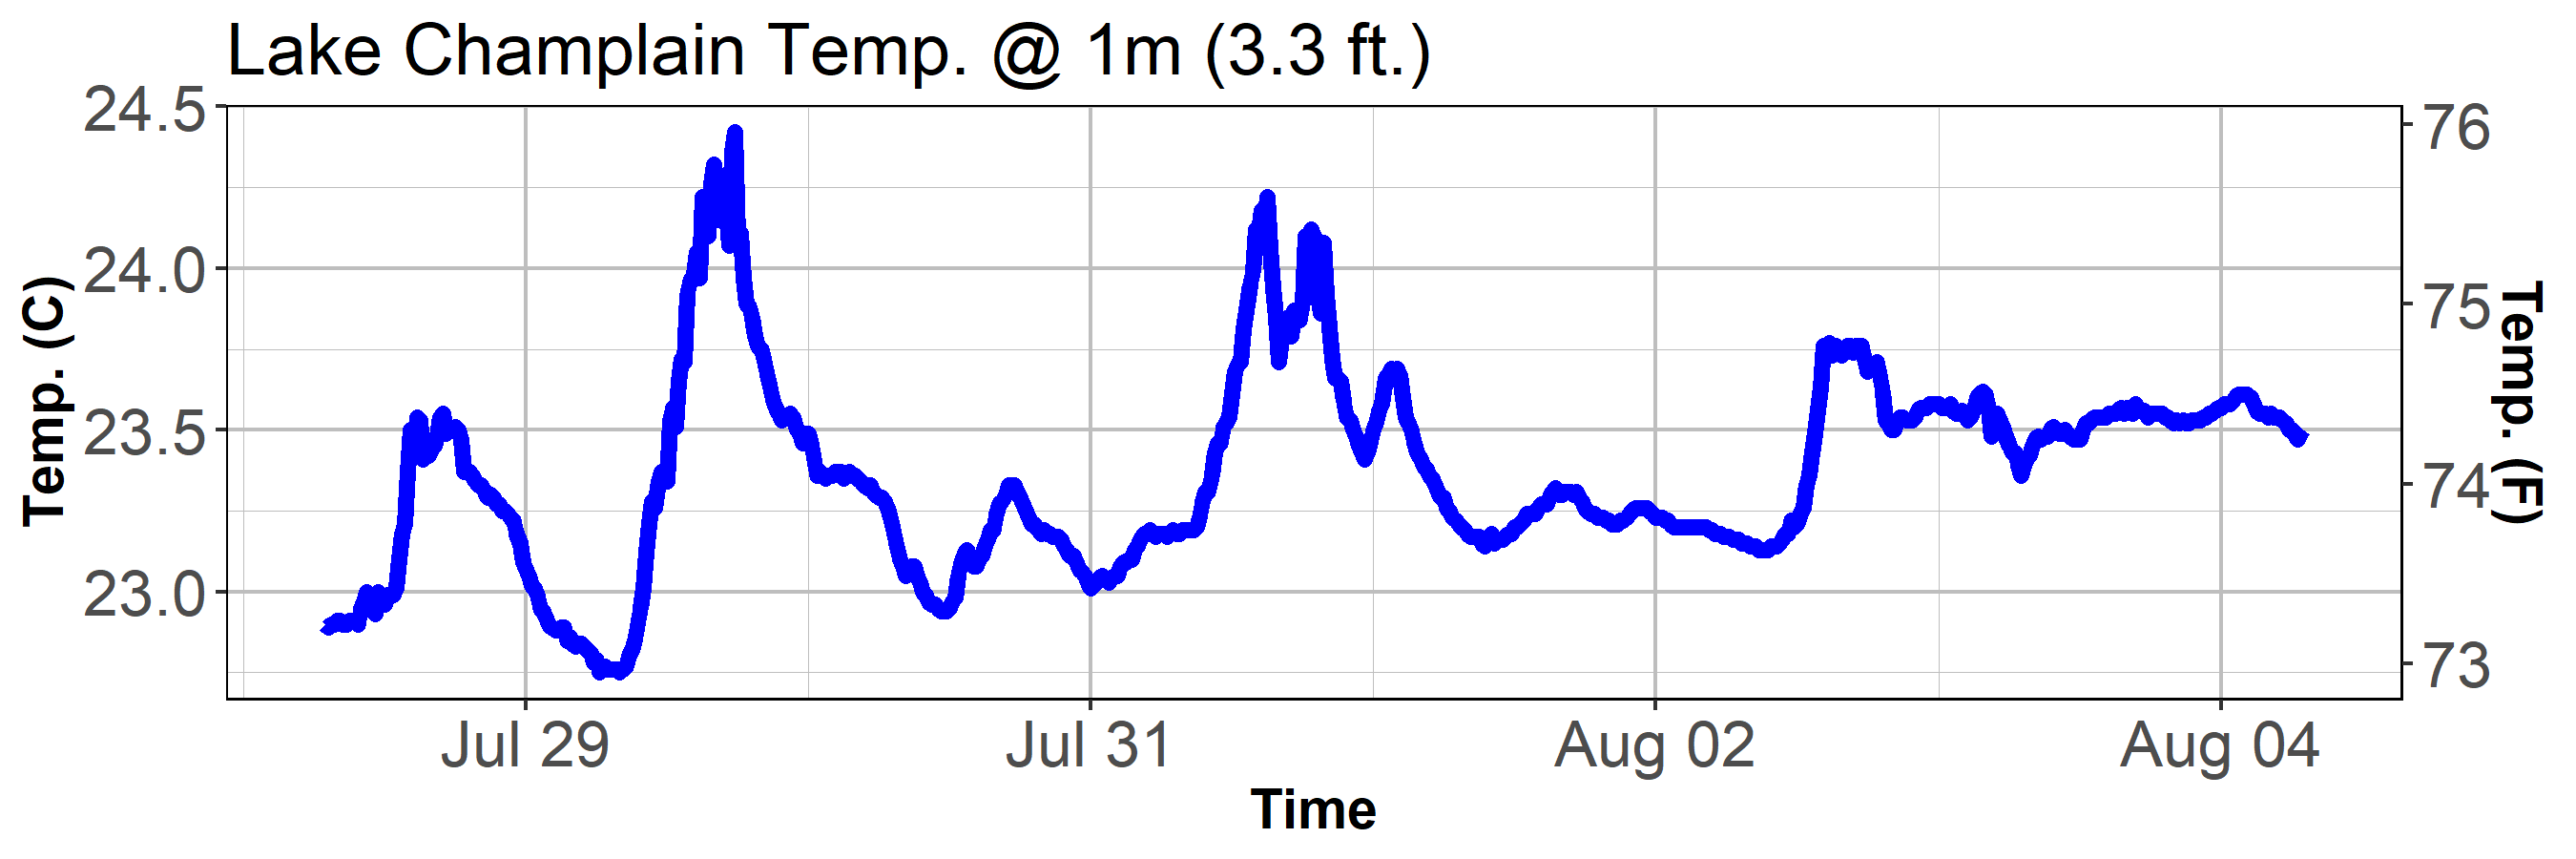 Lake Champlain Temp. @ 1m (3.3 ft.)
24.5
24.0
23.5
23.0
Temp. (C)
76
75
74
73
Temp. (F)
Jul 29
Jul 31
Aug 02
Aug 04
Time